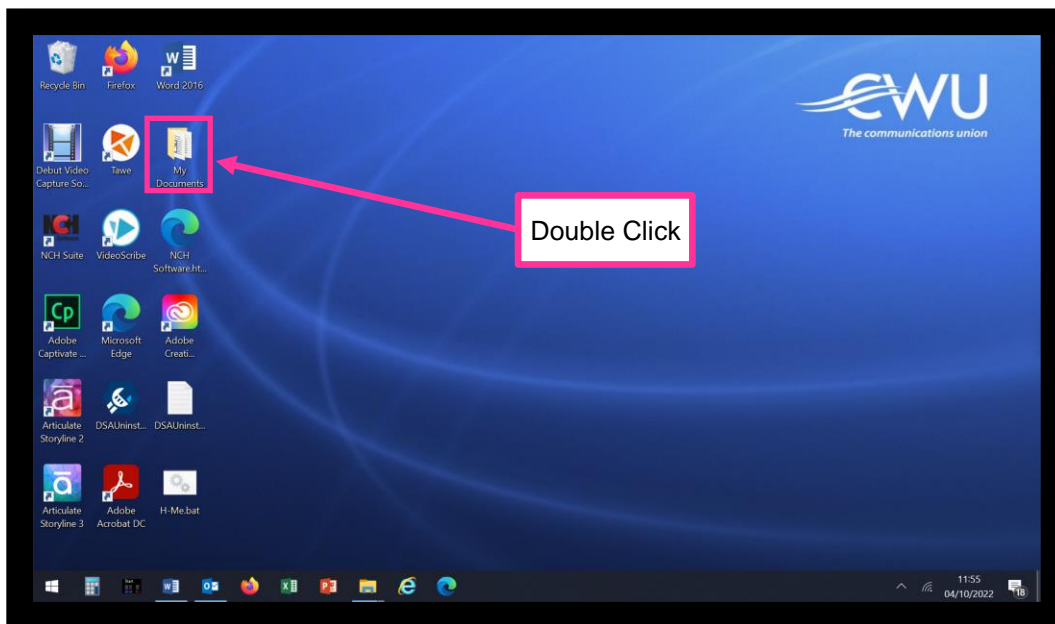 CWU
The communications union
Recycle Bin
Firefox
Word 2016
Debut Video
Capture So...
Tawe
My
Documents
Double Click
NCH Suite
VideoScribe
NCH
Software.ht...
Cp
Adobe
Captivate ...
Microsoft
Edge
Adobe
Creati...
Articulate
Storyline 2
DSAUninst...
DSAUninst...
Articulate
Storyline 3
Adobe
Acrobat DC
H-Me.bat
11:55
04/10/2022
18